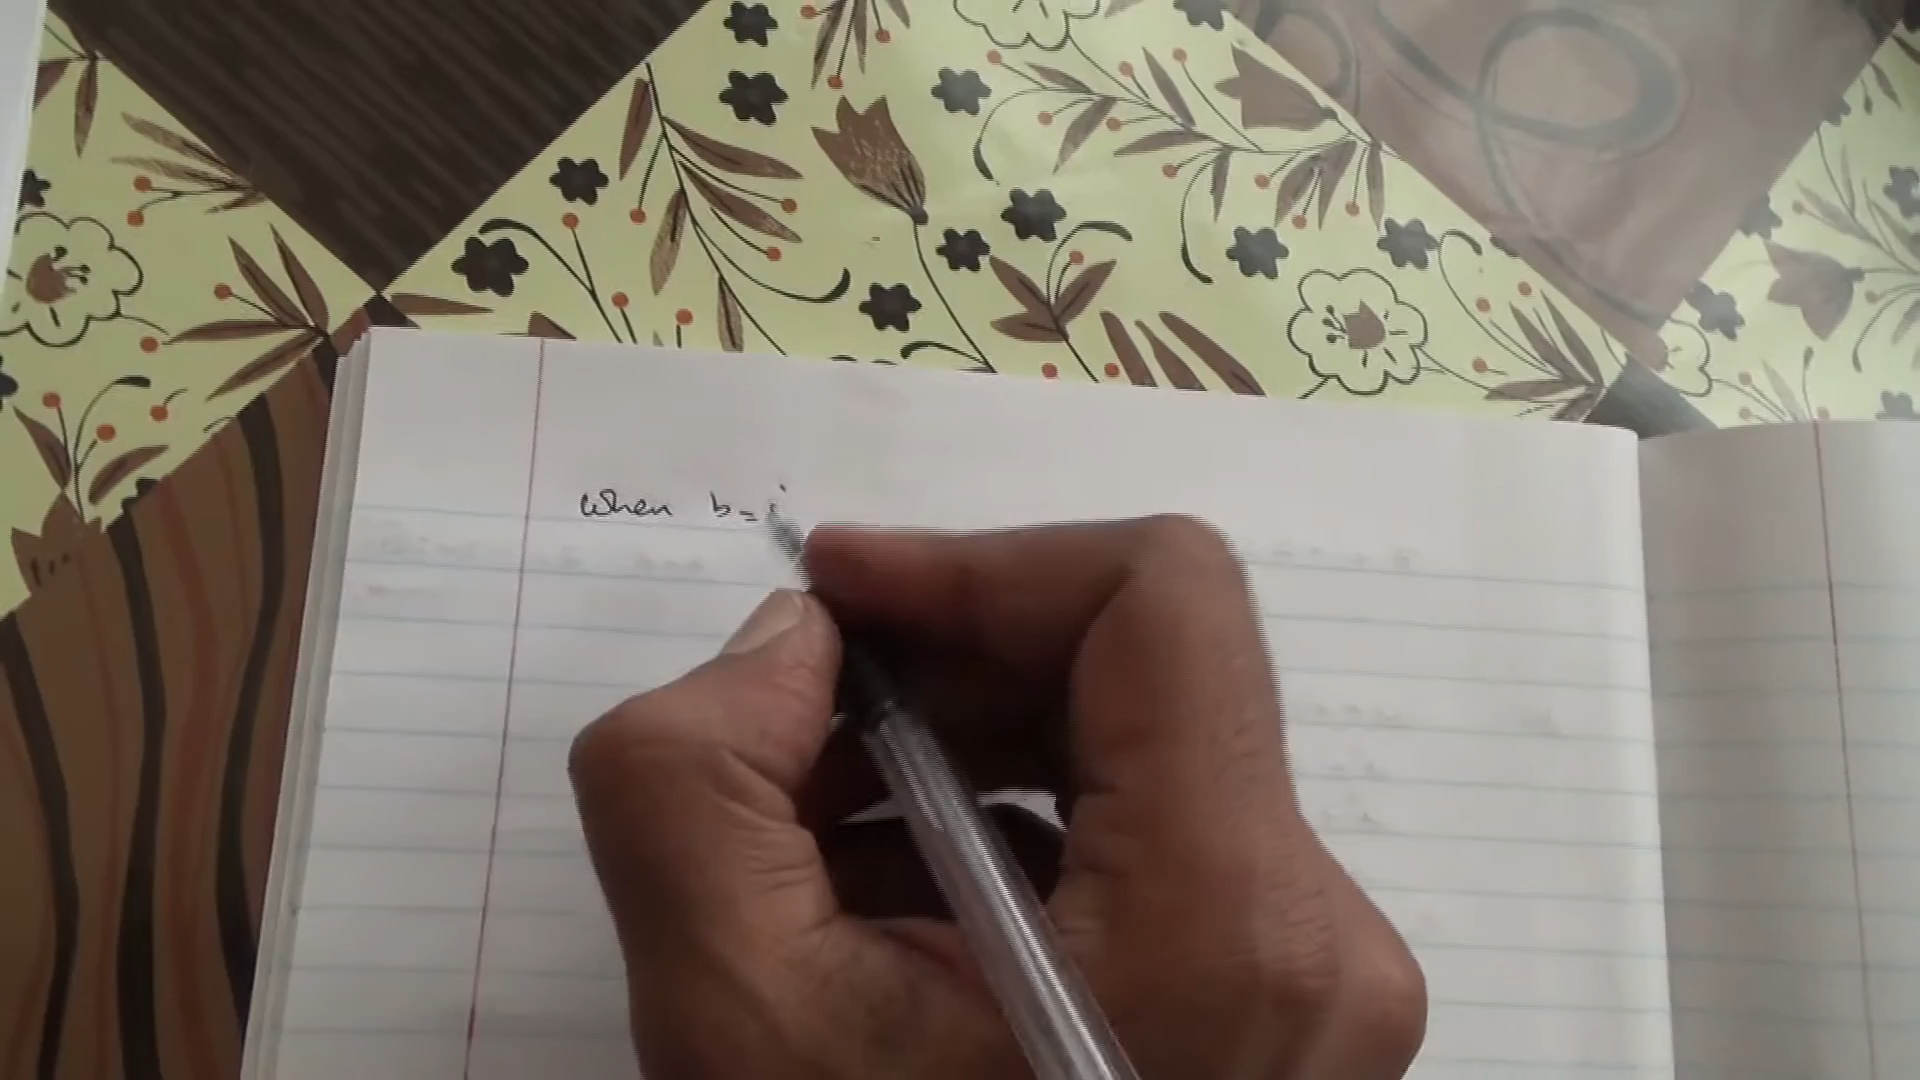 When b = i